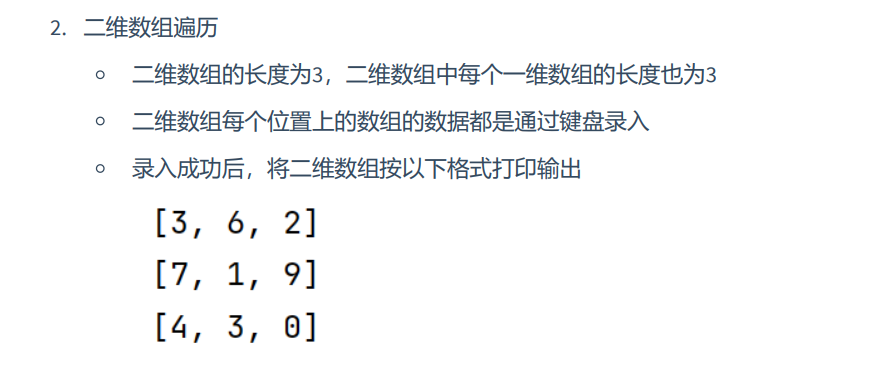 2. 二维数组遍历
○ 二维数组的长度为3，二维数组中每个一维数组的长度也为3
○ 二维数组每个位置上的数组的数据都是通过键盘录入
○ 录入成功后，将二维数组按以下格式打印输出
[3, 6, 2]
[7, 1, 9]
[4, 3, 0]